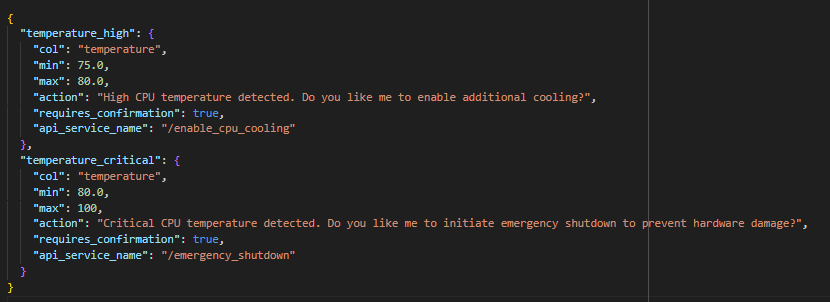 {
"temperature_high": {
"col": "temperature",
"min": 75.0,
"max": 80.0,
"action": "High CPU temperature detected. Do you like me to enable additional cooling?",
"requires_confirmation": true,
"api_service_name": "/enable_cpu_cooling"
},
"temperature_critical": {
"col": "temperature",
"min": 80.0,
"max": 100,
"action": "Critical CPU temperature detected. Do you like me to initiate emergency shutdown to prevent hardware damage?",
"requires_confirmation": true,
"api_service_name": "/emergency_shutdown"
}
}